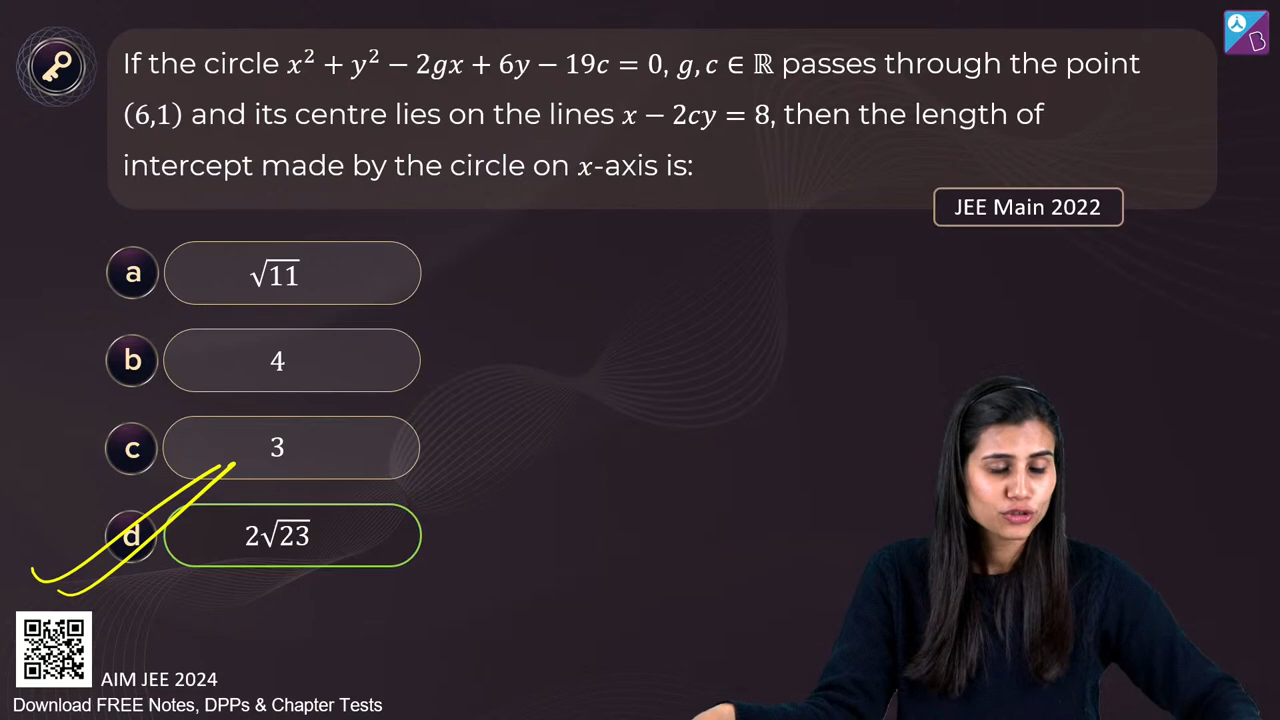 If the circle x² + y² − 2gx + 6y − 19c = 0, g, c ∈ ℝ passes through the point
(6,1) and its centre lies on the lines x − 2cy = 8, then the length of
intercept made by the circle on x-axis is:
JEE Main 2022
a √11
b 4
c 3
d 2√23
AIM JEE 2024
Download FREE Notes, DPPs & Chapter Tests
B